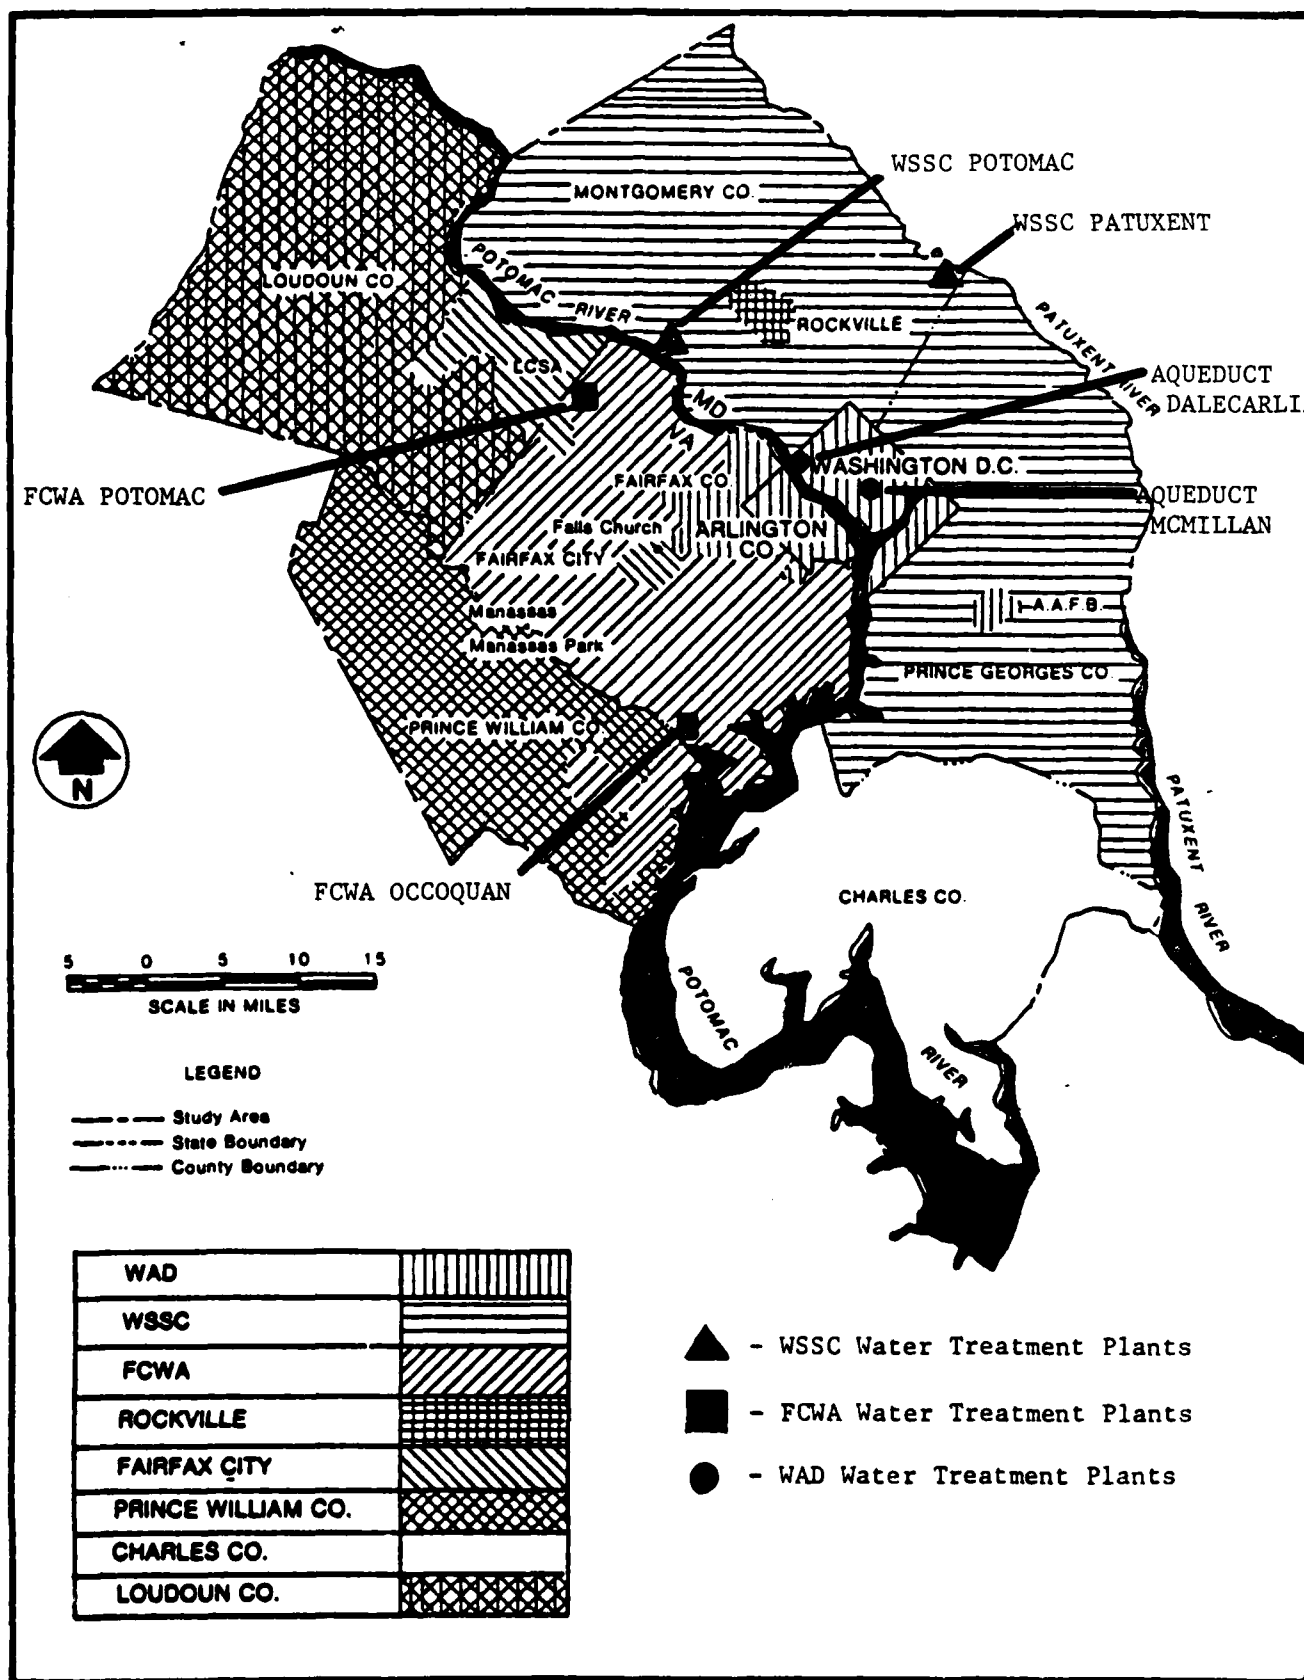 WSSC POTOMAC
MONTGOMERY CO.
WSSC PATUXENT
POTOMAC RIVER
LOUDOUN CO
ROCKVILLE
PATUXENT RIVER
LCSA
AQUEDUCT
DALECARLI
MD
VA
WASHINGTON D.C.
FAIRFAX CO.
FCWA POTOMAC
AQUEDUCT
MCMILLAN
Falls Church
ARLINGTON
CO.
FAIRFAX CITY
Manassas
A.A.F.B.
Manassas Park
PRINCE GEORGES CO.
PRINCE WILLIAM CO.
N
PATUXENT
RIVER
FCWA OCCOQUAN
CHARLES CO.
5 0 5 10 15
SCALE IN MILES
POTOMAC
RIVER
LEGEND
Study Area
State Boundary
County Boundary
WAD
WSSC
FCWA
ROCKVILLE
FAIRFAX CITY
PRINCE WILLIAM CO.
CHARLES CO.
LOUDOUN CO.
- WSSC Water Treatment Plants
- FCWA Water Treatment Plants
- WAD Water Treatment Plants